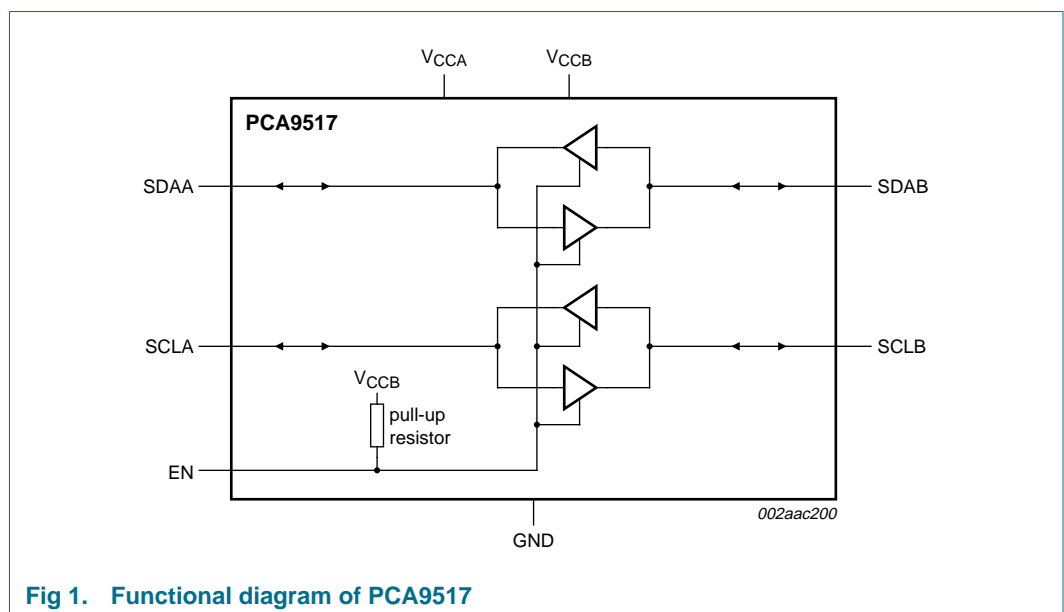 VCCA VCCB
PCA9517
SDAA SDAB
SCLA SCLB
VCCB
pull-up
resistor
EN
002aac200
GND
Fig 1. Functional diagram of PCA9517